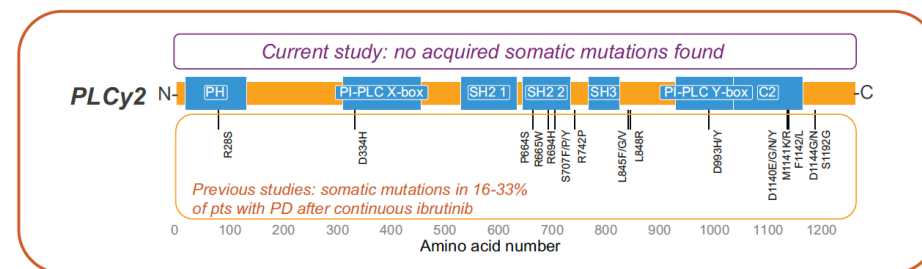 Current study: no acquired somatic mutations found
PLCγ2
N-
PH
PI-PLC X-box
SH2 1
SH2 2
SH3
PI-PLC Y-box
C2
-C
R28S
D334H
P664S
R665W
R694H
S707F/P/Y
R742P
L845F/G/V
L848R
D993H/Y
D1140E/G/N/Y
M1141K/R
F1142/L
D1144G/N
S1192G
Previous studies: somatic mutations in 16-33%
of pts with PD after continuous ibrutinib
0 100 200 300 400 500 600 700 800 900 1000 1100 1200
Amino acid number